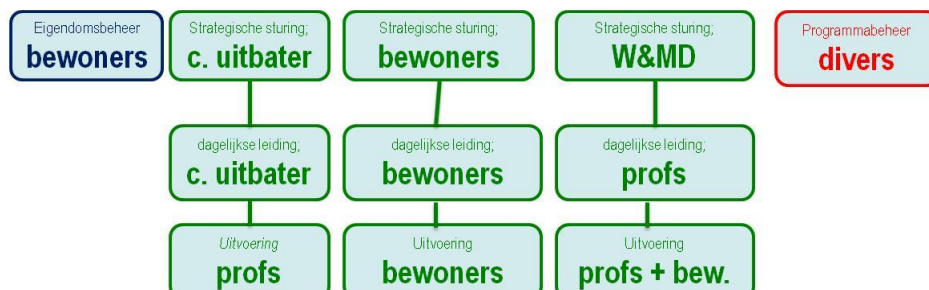 Eigendomsbeheer
bewoners
Strategische sturing;
c. uitbater
Strategische sturing;
bewoners
Strategische sturing;
W&MD
Programmabeheer
divers
dagelijkse leiding;
c. uitbater
dagelijkse leiding;
bewoners
dagelijkse leiding;
profs
Uitvoering
profs
Uitvoering
bewoners
Uitvoering
profs + bew.